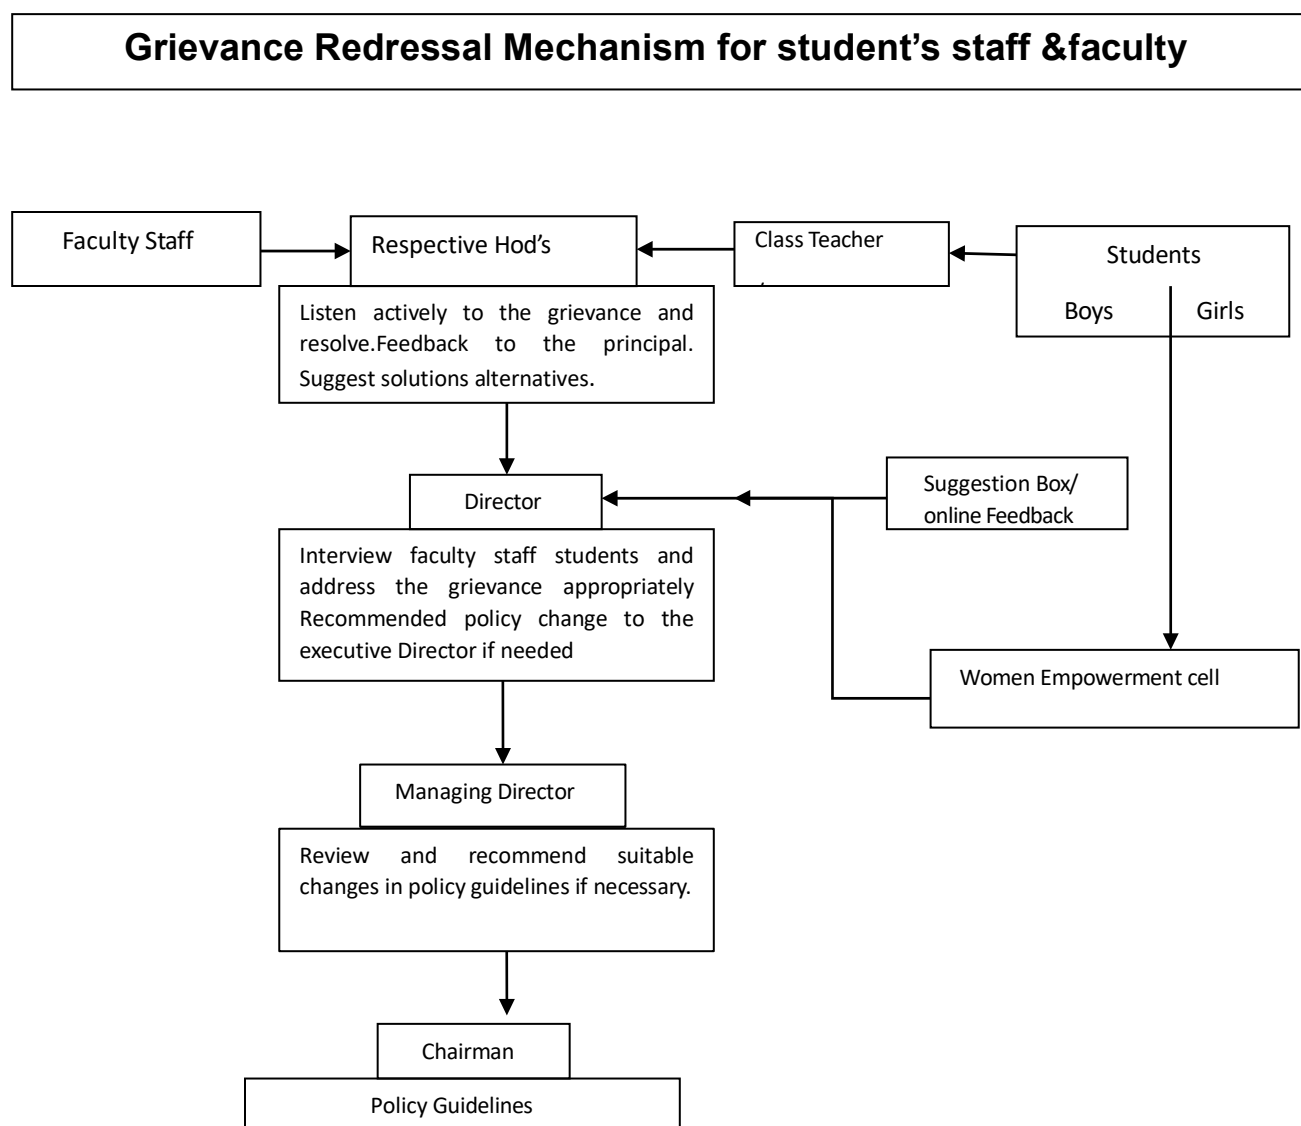 Grievance Redressal Mechanism for student’s staff &faculty
Faculty Staff
Respective Hod’s
Class Teacher
Students
Boys
Girls
Listen actively to the grievance and
resolve.Feedback to the principal.
Suggest solutions alternatives.
Director
Suggestion Box/
online Feedback
Interview faculty staff students and
address the grievance appropriately
Recommended policy change to the
executive Director if needed
Women Empowerment cell
Managing Director
Review and recommend suitable
changes in policy guidelines if necessary.
Chairman
Policy Guidelines